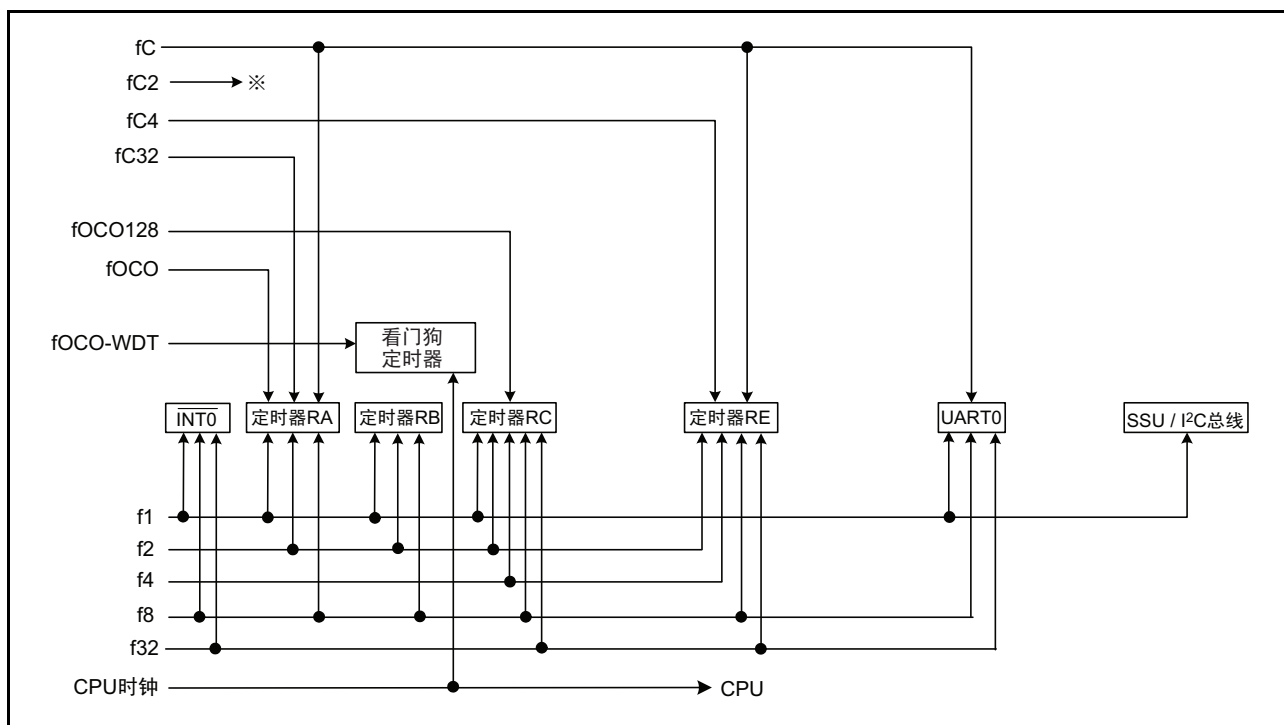 fC
fC2 ※
fC4
fC32
fOCO128
fOCO
fOCO-WDT
看门狗
定时器
INT0 定时器RA 定时器RB 定时器RC 定时器RE UART0 SSU / I²C总线
f1
f2
f4
f8
f32
CPU时钟 CPU